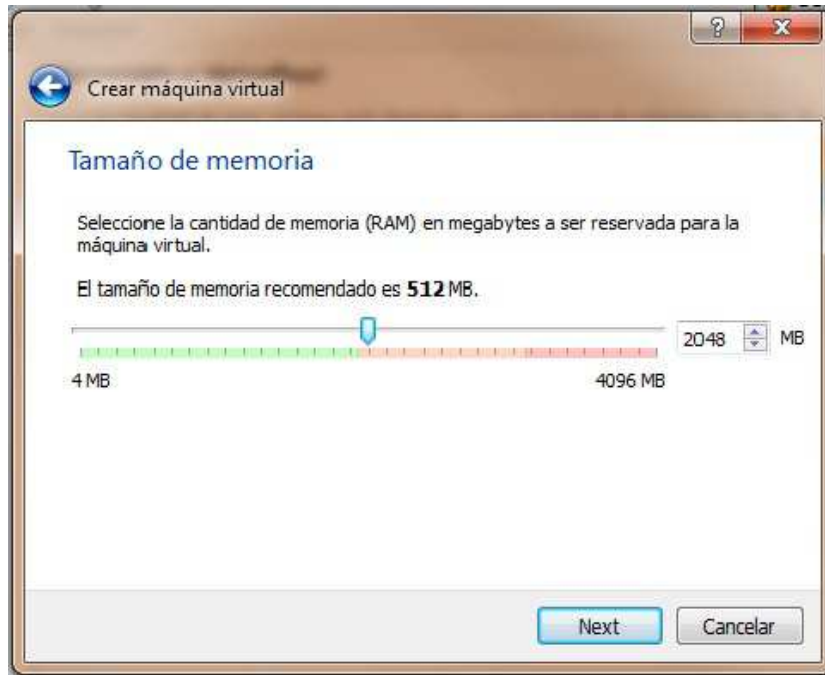 ?
X
Crear máquina virtual
Tamaño de memoria
Seleccione la cantidad de memoria (RAM) en megabytes a ser reservada para la
máquina virtual.
El tamaño de memoria recomendado es 512 MB.
2048 MB
4 MB 4096 MB
Next Cancelar